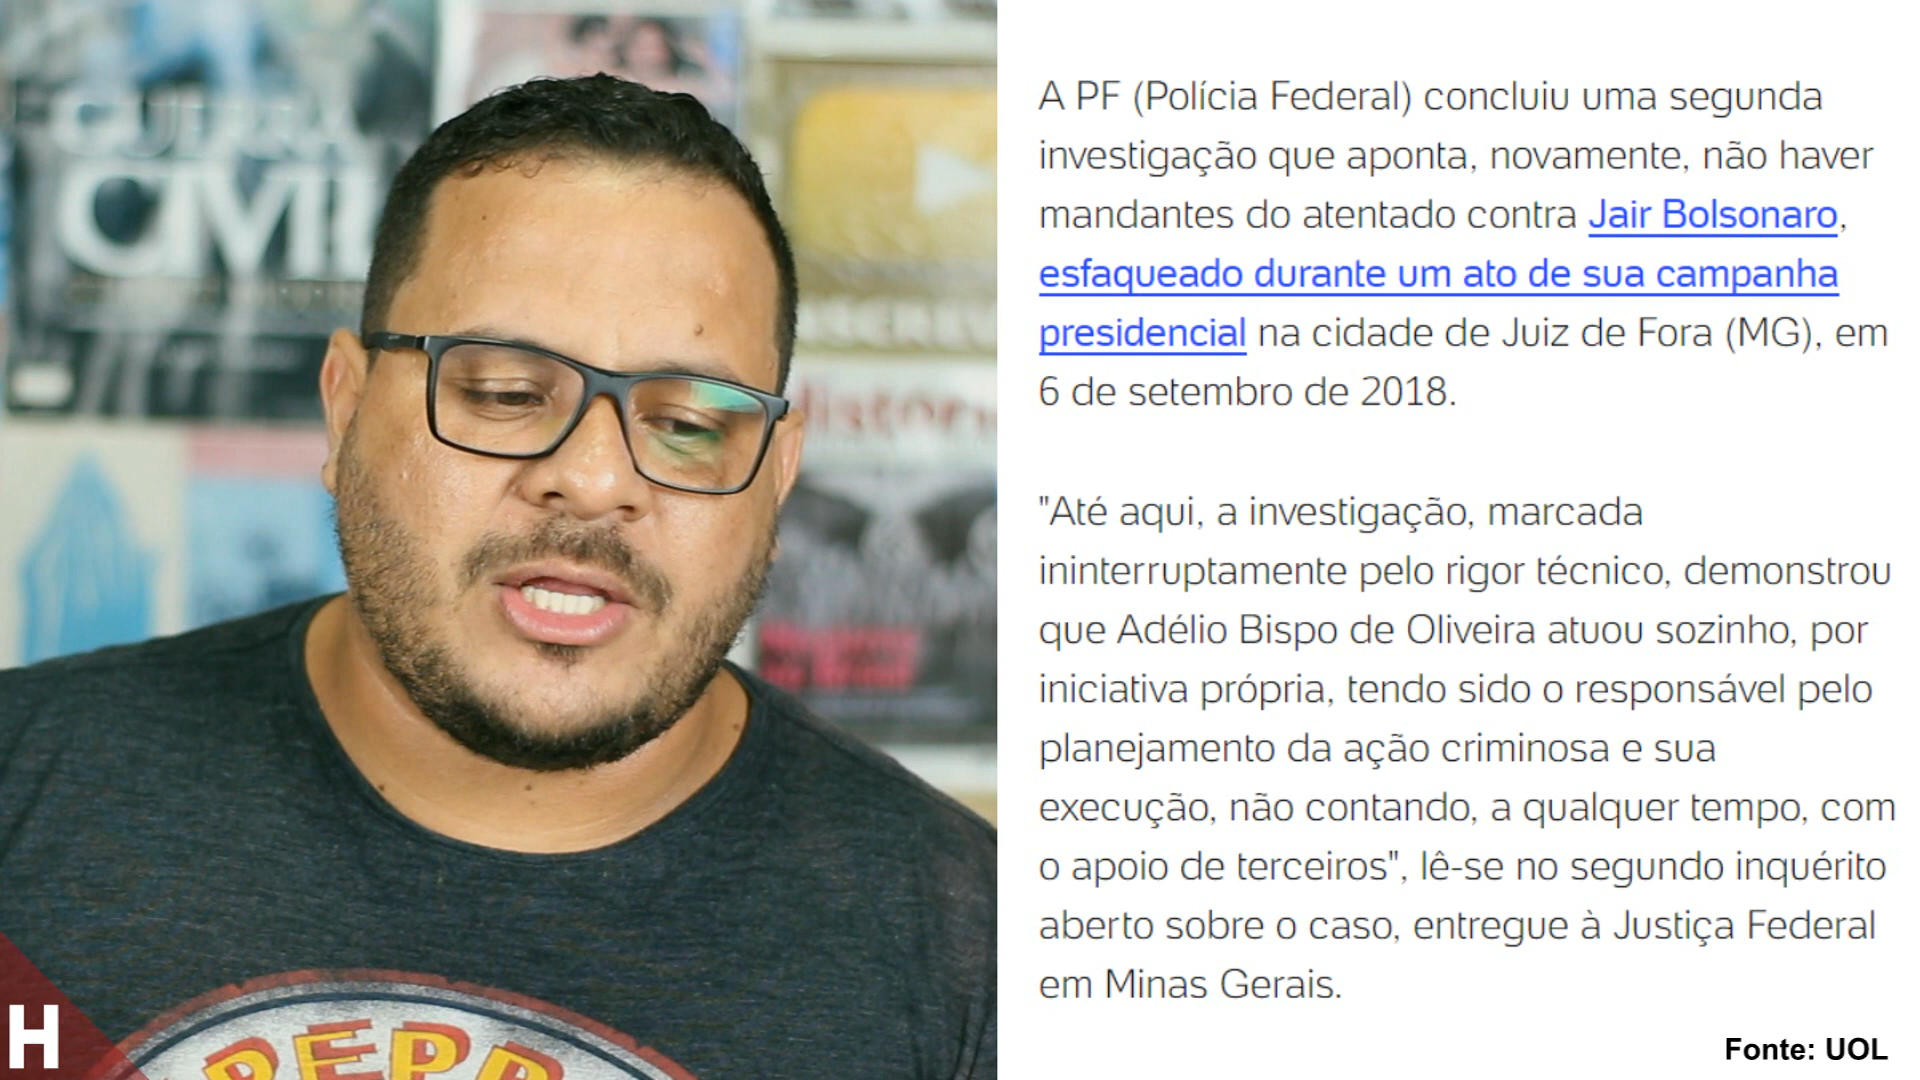 GUERRA
CIVIL
A PF (Polícia Federal) concluiu uma segunda
investigação que aponta, novamente, não haver
mandantes do atentado contra Jair Bolsonaro,
esfaqueado durante um ato de sua campanha
presidencial na cidade de Juiz de Fora (MG), em
6 de setembro de 2018.
"Até aqui, a investigação, marcada
ininterruptamente pelo rigor técnico, demonstrou
que Adélio Bispo de Oliveira atuou sozinho, por
iniciativa própria, tendo sido o responsável pelo
planejamento da ação criminosa e sua
execução, não contando, a qualquer tempo, com
o apoio de terceiros", lê-se no segundo inquérito
aberto sobre o caso, entregue à Justiça Federal
em Minas Gerais.
H
Fonte: UOL